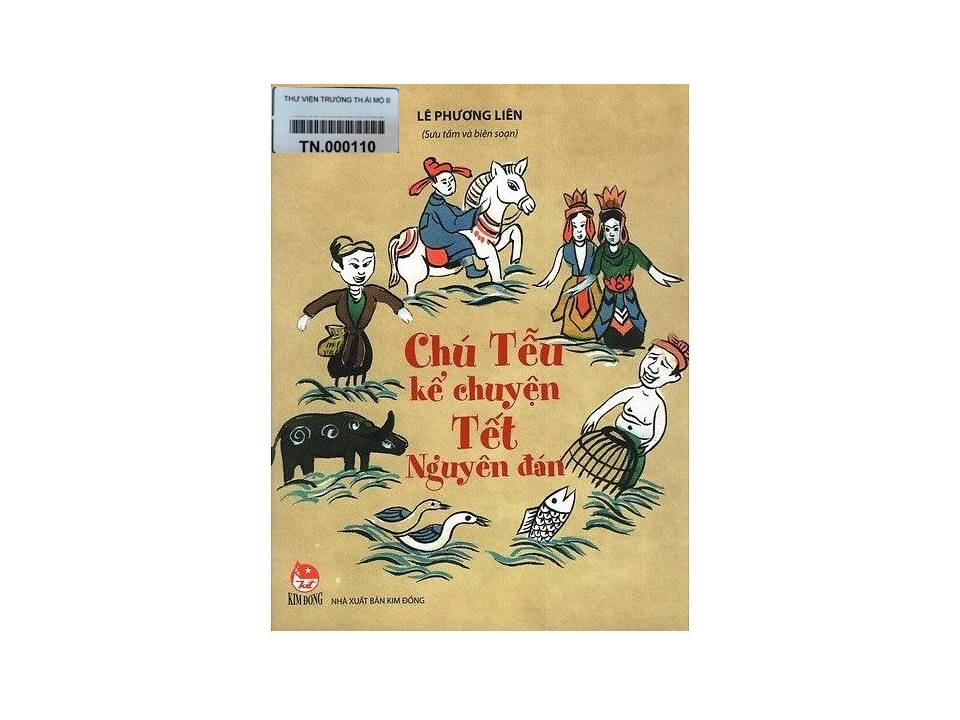 THƯ VIỆN TRƯỜNG TH ÁI MỘ B
TN.000110
LÊ PHƯƠNG LIÊN
(Sưu tầm và biên soạn)
Chú Tễu
kể chuyện
Tết
Nguyên đán
Kết
KIM ĐỒNG
NHÀ XUẤT BẢN KIM ĐỒNG